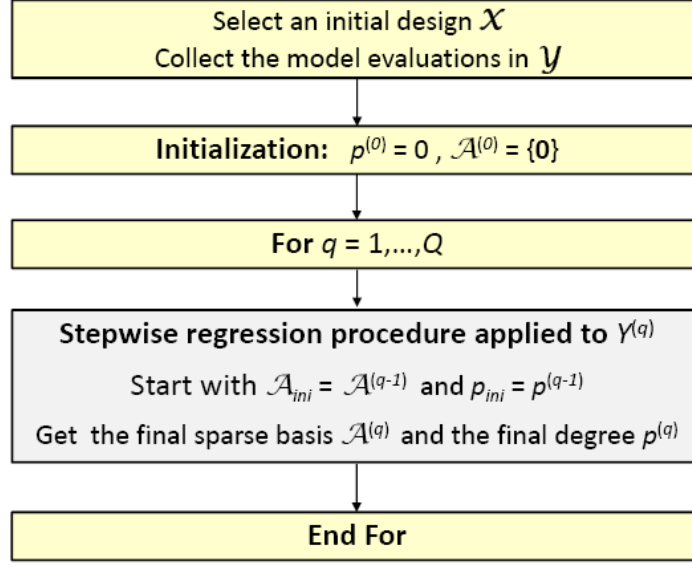 Select an initial design 𝒳
Collect the model evaluations in 𝒴
Initialization: p⁽⁰⁾ = 0 , 𝒜⁽⁰⁾ = {0}
For q = 1,...,Q
Stepwise regression procedure applied to Y⁽q⁾
Start with 𝒜ini = 𝒜⁽q-1⁾ and pini = p⁽q-1⁾
Get the final sparse basis 𝒜⁽q⁾ and the final degree p⁽q⁾
End For